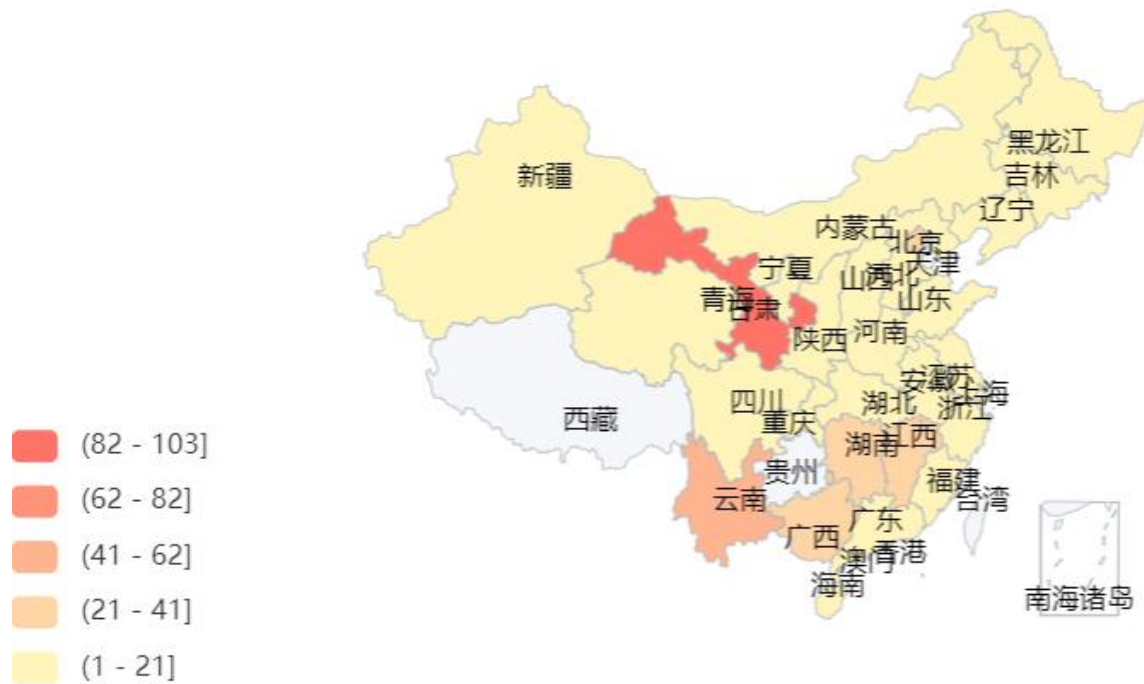 黑龙江
吉林
新疆
辽宁
内蒙古
北京
天津
宁夏
河北
山西
青海
山东
甘肃
河南
陕西
江苏
安徽
上海
四川
湖北
浙江
西藏
重庆
江西
湖南
(82 - 103]
贵州
福建
云南
台湾
(62 - 82]
广东
广西
香港
(41 - 62]
澳门
海南
南海诸岛
(21 - 41]
(1 - 21]